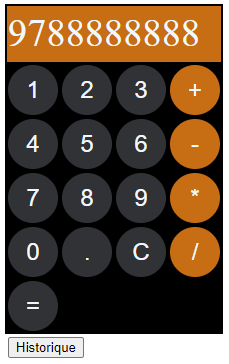 9788888888
1 2 3 +
4 5 6 -
7 8 9 *
0 . C /
=
Historique